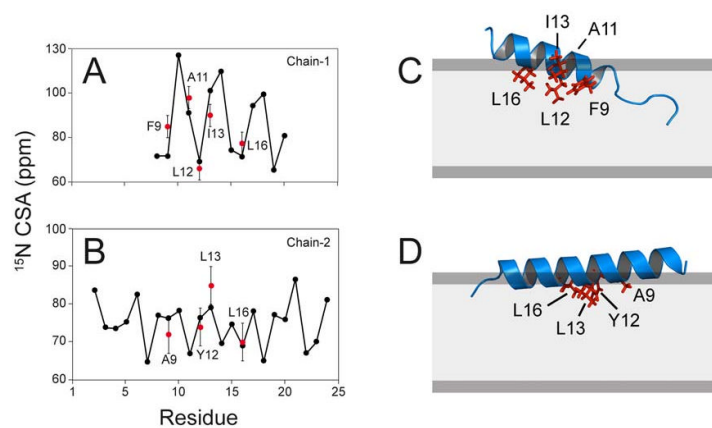 A
Chain-1
130
100
80
60
A11
F9
I13
L16
L12
15N CSA (ppm)
B
Chain-2
100
90
80
70
60
L13
L16
A9
Y12
1 5 10 15 20 25
Residue
C
I13
A11
L16
L12
F9
D
L16
L13
Y12
A9